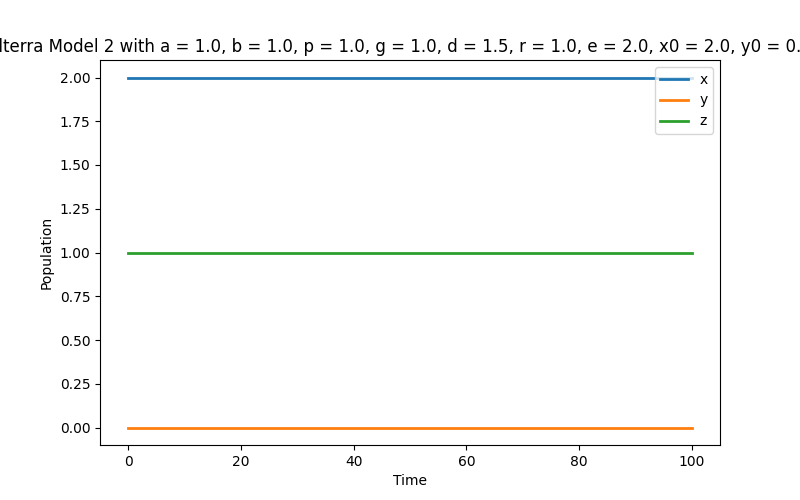 lterra Model 2 with a = 1.0, b = 1.0, p = 1.0, g = 1.0, d = 1.5, r = 1.0, e = 2.0, x0 = 2.0, y0 = 0.
x
y
z
2.00
1.75
1.50
1.25
1.00
0.75
0.50
0.25
0.00
Population
0
20
40
60
80
100
Time